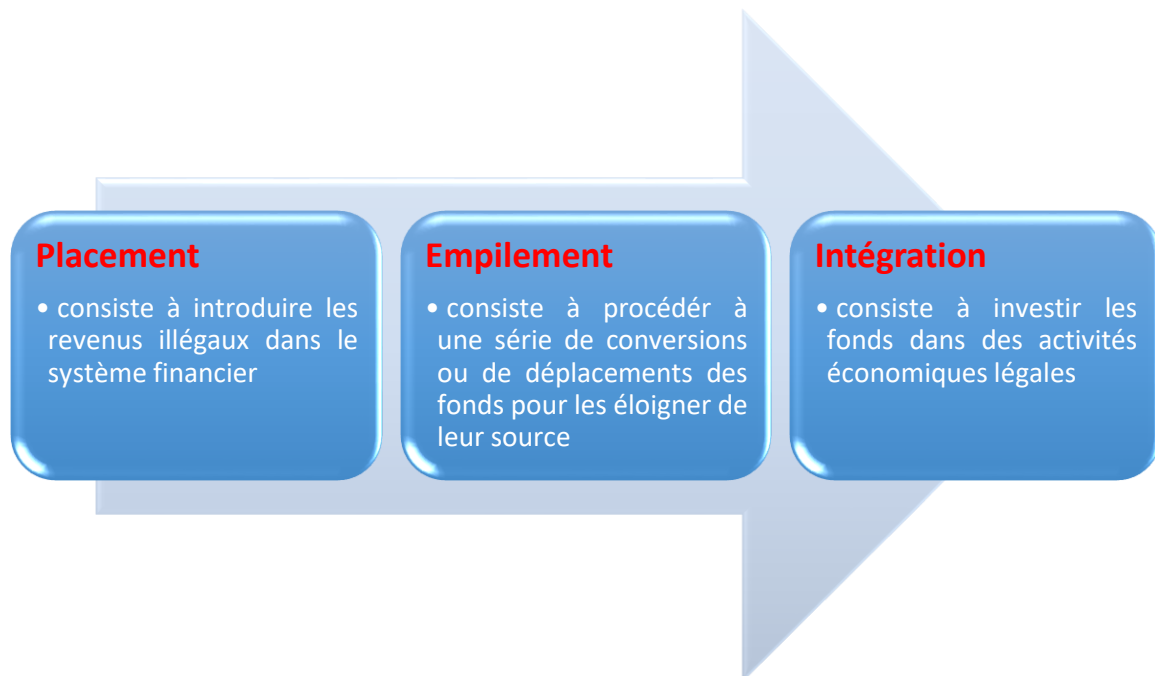 Placement
• consiste à introduire les
revenus illégaux dans le
système financier
Empilement
• consiste à procédér à
une série de conversions
ou de déplacements des
fonds pour les éloigner de
leur source
Intégration
• consiste à investir les
fonds dans des activités
économiques légales